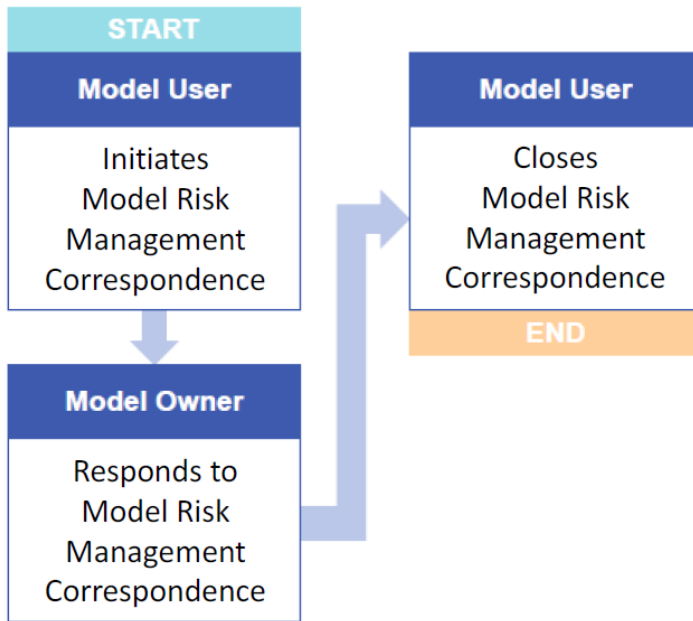 START
Model User
Initiates
Model Risk
Management
Correspondence
Model Owner
Responds to
Model Risk
Management
Correspondence
Model User
Closes
Model Risk
Management
Correspondence
END